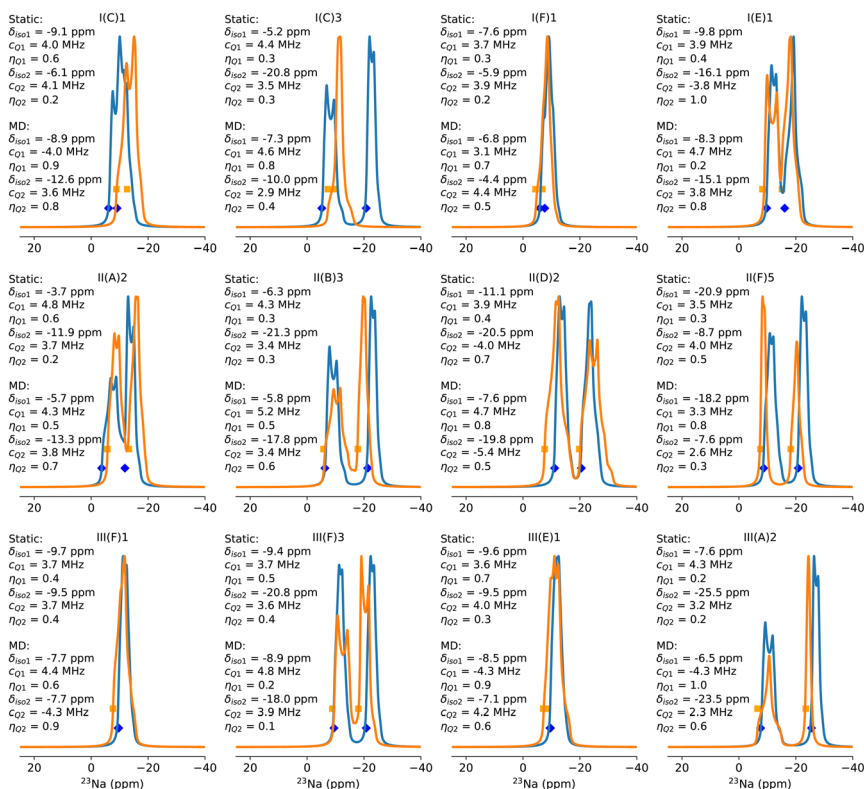 I(C)1
Static:
δiso1 = -9.1 ppm
cQ1 = 4.0 MHz
ηQ1 = 0.6
δiso2 = -6.1 ppm
cQ2 = 4.1 MHz
ηQ2 = 0.2
MD:
δiso1 = -8.9 ppm
cQ1 = -4.0 MHz
ηQ1 = 0.9
δiso2 = -12.6 ppm
cQ2 = 3.6 MHz
ηQ2 = 0.8
20 0 −20 −40
I(C)3
Static:
δiso1 = -5.2 ppm
cQ1 = 4.4 MHz
ηQ1 = 0.3
δiso2 = -20.8 ppm
cQ2 = 3.5 MHz
ηQ2 = 0.3
MD:
δiso1 = -7.3 ppm
cQ1 = 4.6 MHz
ηQ1 = 0.8
δiso2 = -10.0 ppm
cQ2 = 2.9 MHz
ηQ2 = 0.4
20 0 −20 −40
I(F)1
Static:
δiso1 = -7.6 ppm
cQ1 = 3.7 MHz
ηQ1 = 0.3
δiso2 = -5.9 ppm
cQ2 = 3.9 MHz
ηQ2 = 0.2
MD:
δiso1 = -6.8 ppm
cQ1 = 3.1 MHz
ηQ1 = 0.7
δiso2 = -4.4 ppm
cQ2 = 4.4 MHz
ηQ2 = 0.5
20 0 −20 −40
I(E)1
Static:
δiso1 = -9.8 ppm
cQ1 = 3.9 MHz
ηQ1 = 0.4
δiso2 = -16.1 ppm
cQ2 = -3.8 MHz
ηQ2 = 1.0
MD:
δiso1 = -8.3 ppm
cQ1 = 4.7 MHz
ηQ1 = 0.2
δiso2 = -15.1 ppm
cQ2 = 3.8 MHz
ηQ2 = 0.8
20 0 −20 −40
II(A)2
Static:
δiso1 = -3.7 ppm
cQ1 = 4.8 MHz
ηQ1 = 0.6
δiso2 = -11.9 ppm
cQ2 = 3.7 MHz
ηQ2 = 0.2
MD:
δiso1 = -5.7 ppm
cQ1 = 4.3 MHz
ηQ1 = 0.5
δiso2 = -13.3 ppm
cQ2 = 3.8 MHz
ηQ2 = 0.7
20 0 −20 −40
II(B)3
Static:
δiso1 = -6.3 ppm
cQ1 = 4.3 MHz
ηQ1 = 0.3
δiso2 = -21.3 ppm
cQ2 = 3.4 MHz
ηQ2 = 0.3
MD:
δiso1 = -5.8 ppm
cQ1 = 5.2 MHz
ηQ1 = 0.5
δiso2 = -17.8 ppm
cQ2 = 3.4 MHz
ηQ2 = 0.6
20 0 −20 −40
II(D)2
Static:
δiso1 = -11.1 ppm
cQ1 = 3.9 MHz
ηQ1 = 0.4
δiso2 = -20.5 ppm
cQ2 = -4.0 MHz
ηQ2 = 0.7
MD:
δiso1 = -7.6 ppm
cQ1 = 4.7 MHz
ηQ1 = 0.8
δiso2 = -19.8 ppm
cQ2 = -5.4 MHz
ηQ2 = 0.5
20 0 −20 −40
II(F)5
Static:
δiso1 = -20.9 ppm
cQ1 = 3.5 MHz
ηQ1 = 0.3
δiso2 = -8.7 ppm
cQ2 = 4.0 MHz
ηQ2 = 0.5
MD:
δiso1 = -18.2 ppm
cQ1 = 3.3 MHz
ηQ1 = 0.8
δiso2 = -7.6 ppm
cQ2 = 2.6 MHz
ηQ2 = 0.3
20 0 −20 −40
III(F)1
Static:
δiso1 = -9.7 ppm
cQ1 = 3.7 MHz
ηQ1 = 0.4
δiso2 = -9.5 ppm
cQ2 = 3.7 MHz
ηQ2 = 0.4
MD:
δiso1 = -7.7 ppm
cQ1 = 4.4 MHz
ηQ1 = 0.6
δiso2 = -7.7 ppm
cQ2 = -4.3 MHz
ηQ2 = 0.9
20 0 −20 −40
²³Na (ppm)
III(F)3
Static:
δiso1 = -9.4 ppm
cQ1 = 3.7 MHz
ηQ1 = 0.5
δiso2 = -20.8 ppm
cQ2 = 3.6 MHz
ηQ2 = 0.4
MD:
δiso1 = -8.9 ppm
cQ1 = 4.8 MHz
ηQ1 = 0.2
δiso2 = -18.0 ppm
cQ2 = 3.9 MHz
ηQ2 = 0.1
20 0 −20 −40
²³Na (ppm)
III(E)1
Static:
δiso1 = -9.6 ppm
cQ1 = 3.6 MHz
ηQ1 = 0.7
δiso2 = -9.5 ppm
cQ2 = 4.0 MHz
ηQ2 = 0.3
MD:
δiso1 = -8.5 ppm
cQ1 = -4.3 MHz
ηQ1 = 0.9
δiso2 = -7.1 ppm
cQ2 = 4.2 MHz
ηQ2 = 0.6
20 0 −20 −40
²³Na (ppm)
III(A)2
Static:
δiso1 = -7.6 ppm
cQ1 = 4.3 MHz
ηQ1 = 0.2
δiso2 = -25.5 ppm
cQ2 = 3.2 MHz
ηQ2 = 0.2
MD:
δiso1 = -6.5 ppm
cQ1 = -4.3 MHz
ηQ1 = 1.0
δiso2 = -23.5 ppm
cQ2 = 2.3 MHz
ηQ2 = 0.6
20 0 −20 −40
²³Na (ppm)